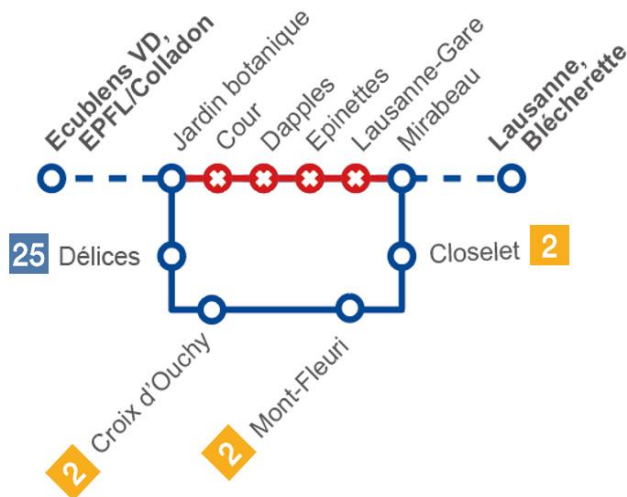 Ecublens VD,
EPFL/Colladon
Jardin botanique
Cour
Dapples
Epinettes
Lausanne-Gare
Mirabeau
Lausanne,
Blécherette
25 Délices
Closelet 2
2 Croix d'Ouchy
2 Mont-Fleuri